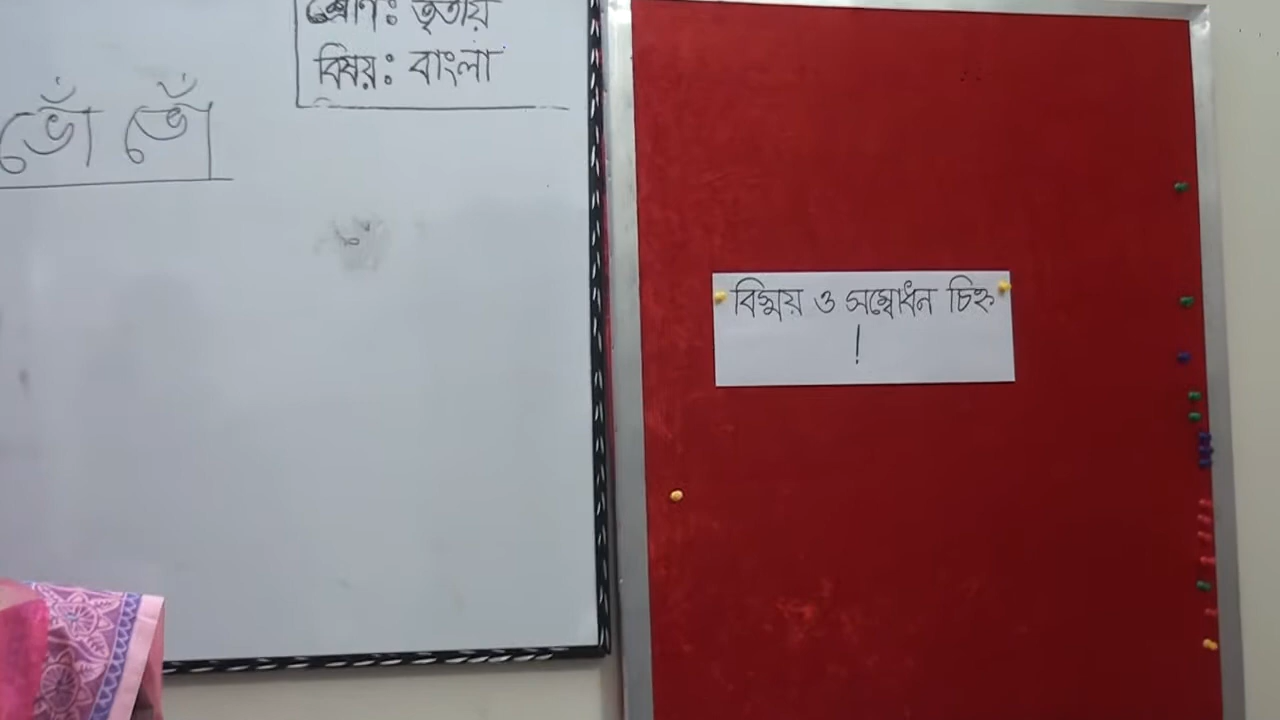 শ্রেণি: তৃতীয়
বিষয়: বাংলা
ভোঁ ভোঁ
বিস্ময় ও সম্বোধন চিহ্ন
!